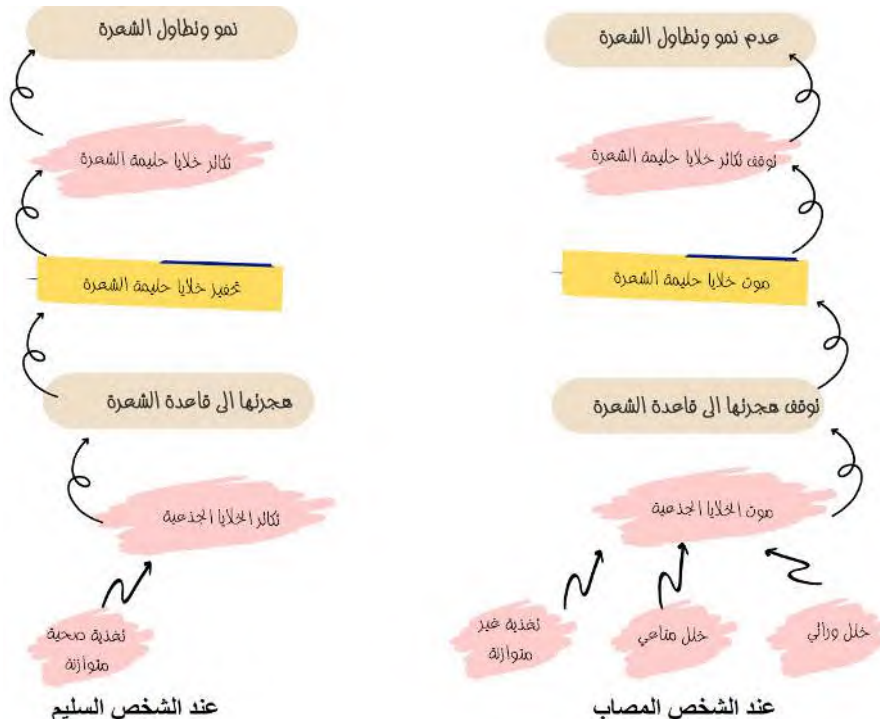 نمو وتطاول الشعرة
تكاثر خلايا حليمة الشعرة
تحفيز خلايا حليمة الشعرة
هجرتها الى قاعدة الشعرة
تكاثر الخلايا الجذعية
تغذية صحية
متوازنة
عند الشخص السليم
عدم نمو وتطاول الشعرة
توقف تكاثر خلايا حليمة الشعرة
موت خلايا حليمة الشعرة
توقف هجرتها الى قاعدة الشعرة
موت الخلايا الجذعية
خلل وراثي
خلل مناعي
تغذية غير
متوازنة
عند الشخص المصاب